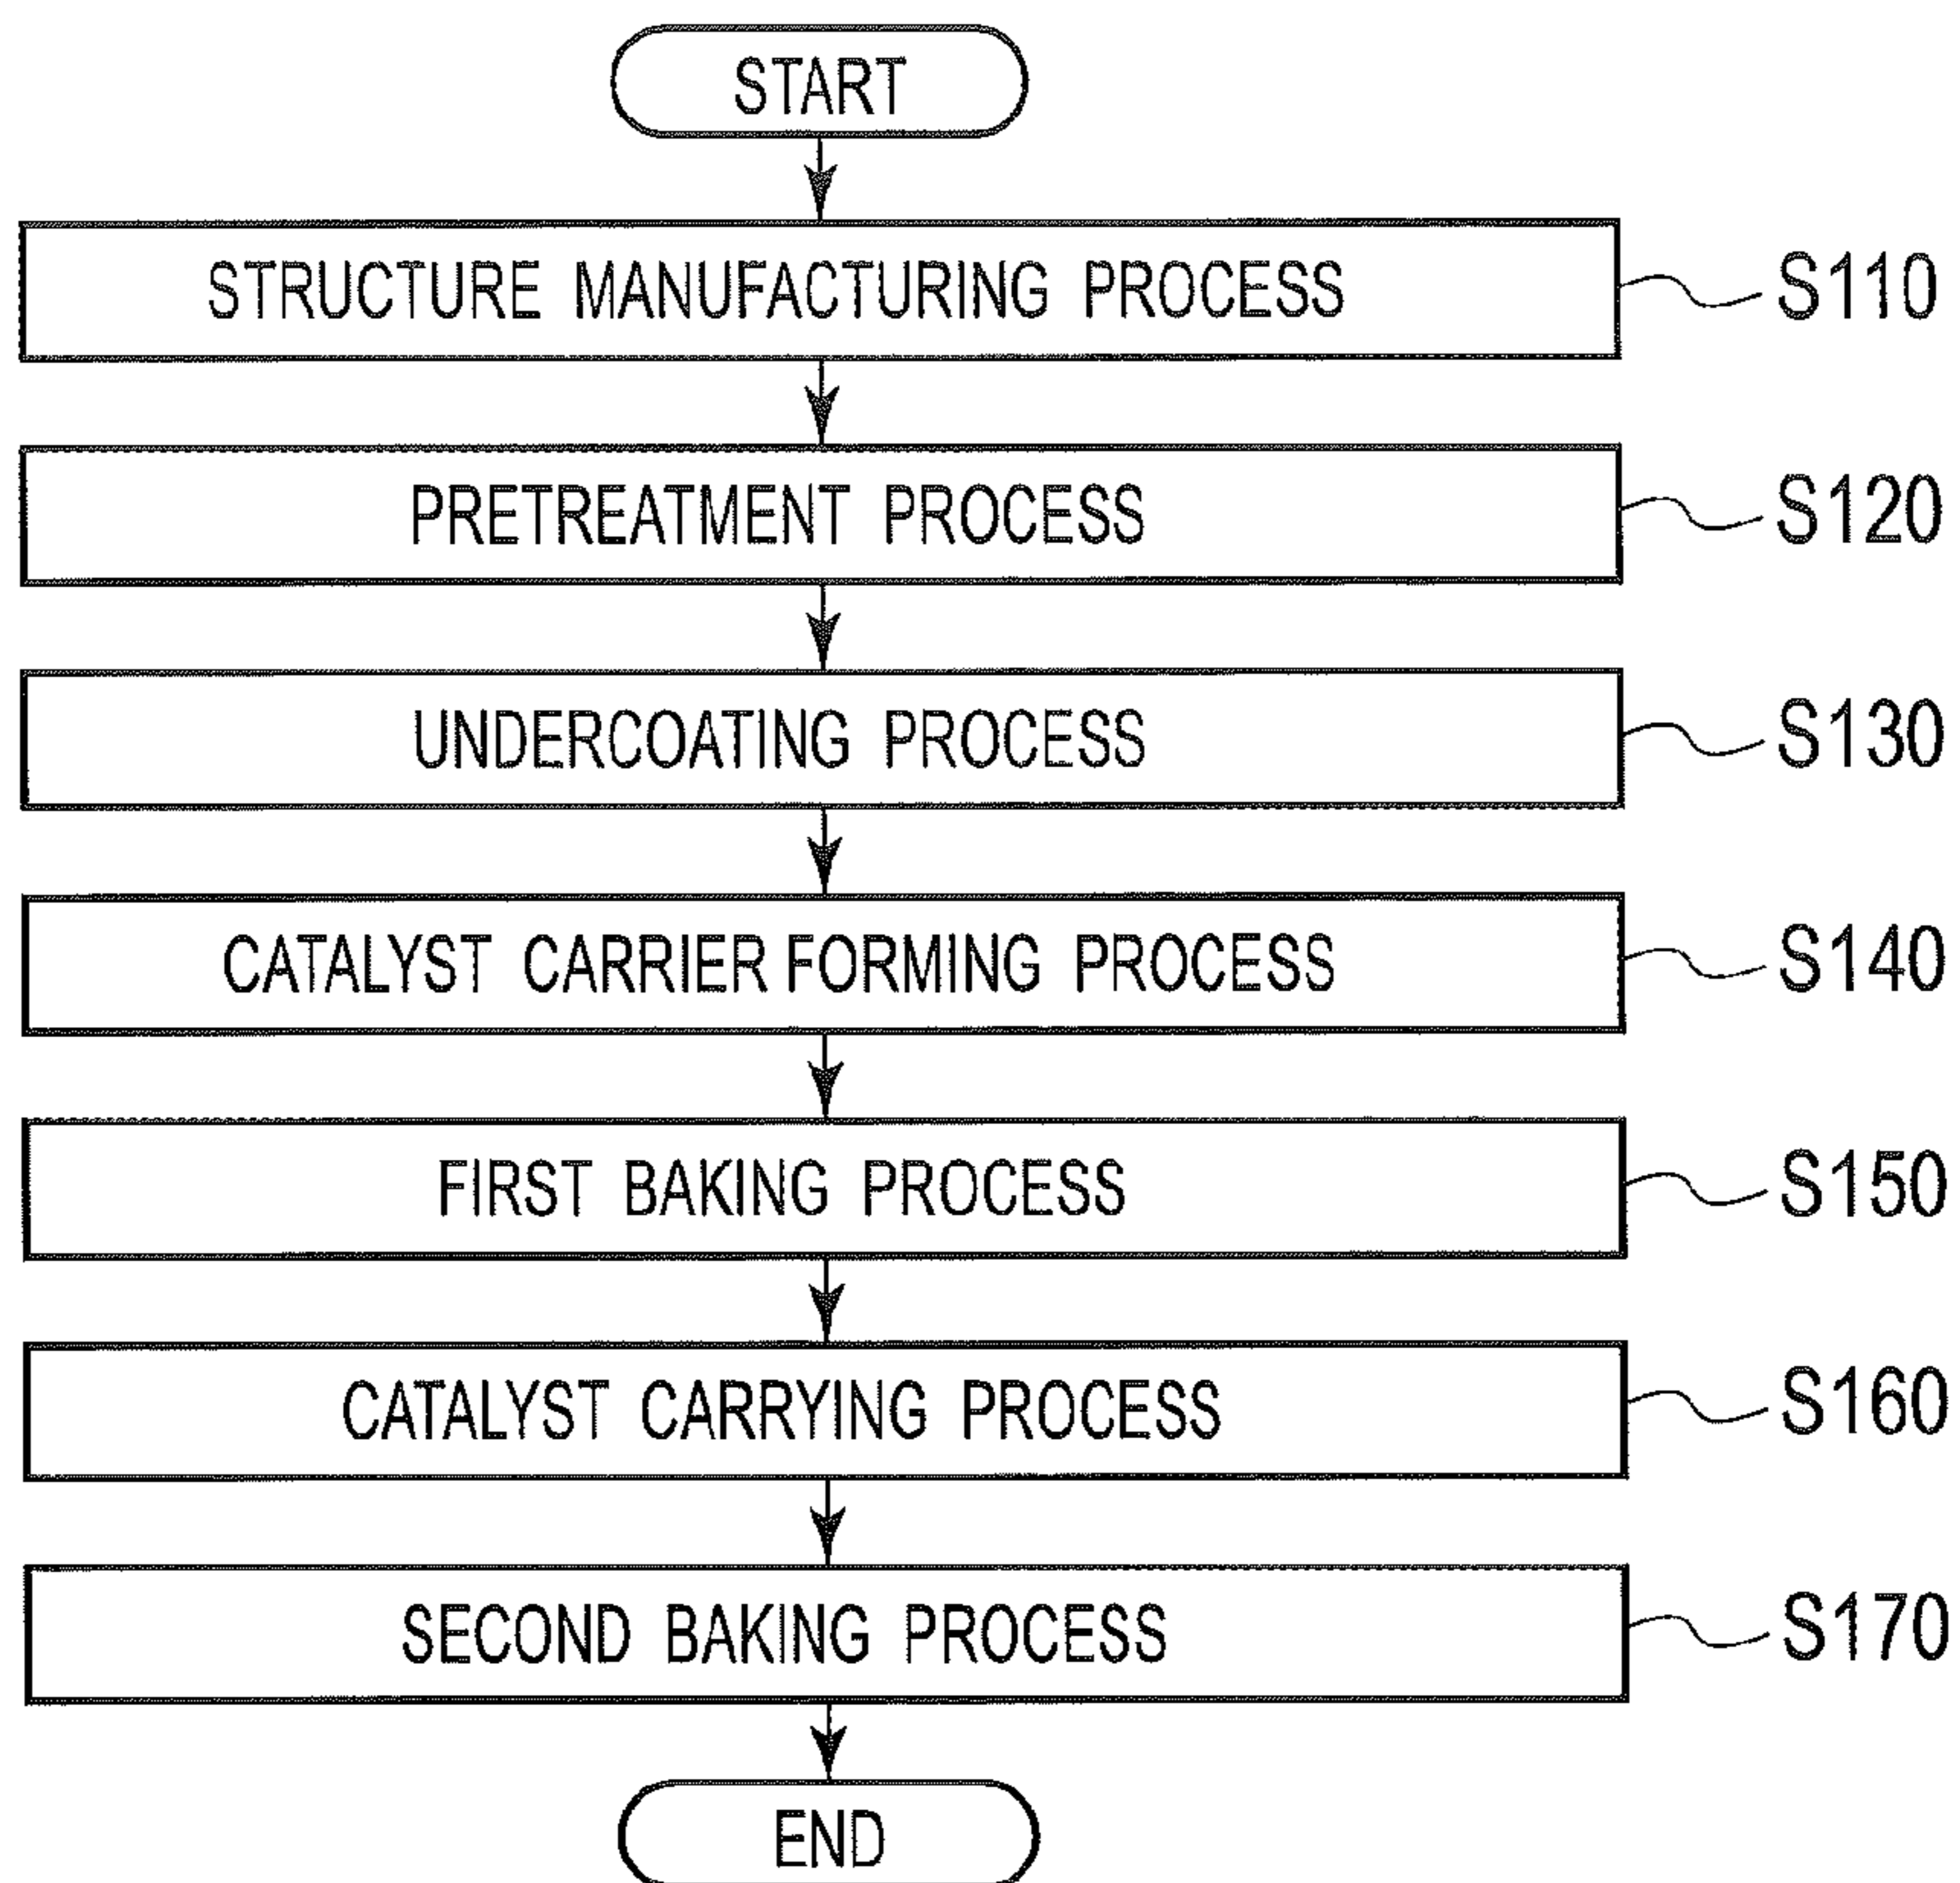 START
STRUCTURE MANUFACTURING PROCESS S110
PRETREATMENT PROCESS S120
UNDERCOATING PROCESS S130
CATALYST CARRIER FORMING PROCESS S140
FIRST BAKING PROCESS S150
CATALYST CARRYING PROCESS S160
SECOND BAKING PROCESS S170
END